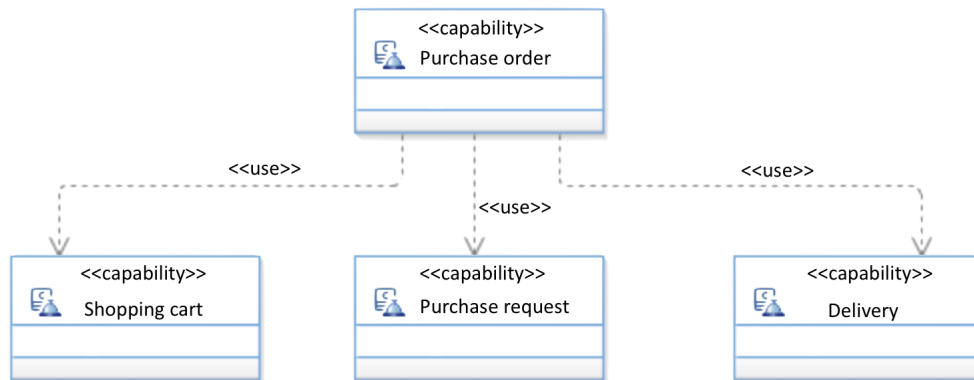 <<capability>>
Purchase order
<<use>>
<<use>>
<<use>>
<<capability>>
Shopping cart
<<capability>>
Purchase request
<<capability>>
Delivery